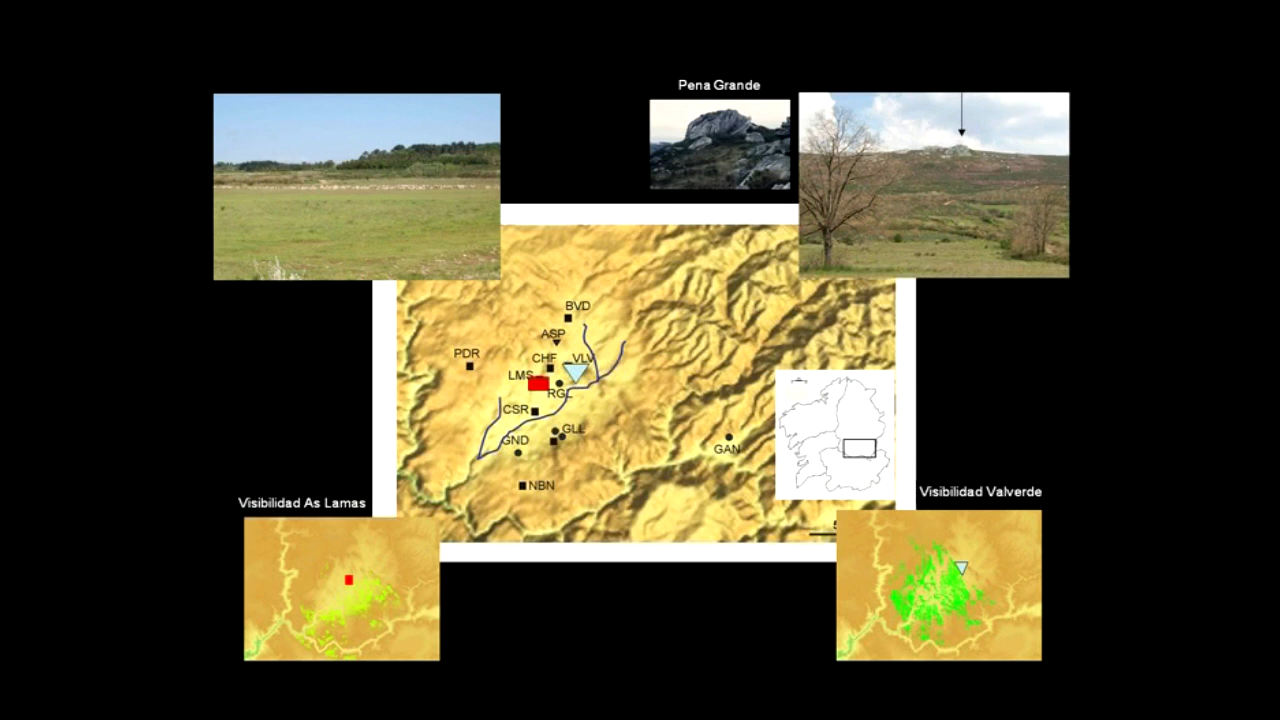 Pena Grande
BVD
ASP
PDR
CHF
VLV
LMS
RGL
CSR
GLL
GND
GAN
NBN
Visibilidad As Lamas
Visibilidad Valverde